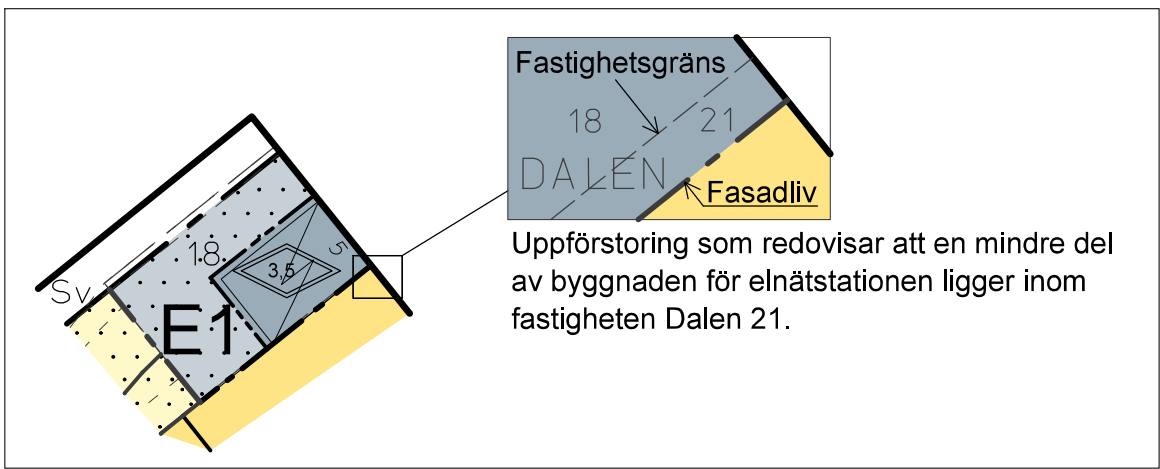 Fastighetsgräns
18 21
DALEN
Fasadliv
18
5
3,5
Sv
E1
Uppförstoring som redovisar att en mindre del
av byggnaden för elnätstationen ligger inom
fastigheten Dalen 21.